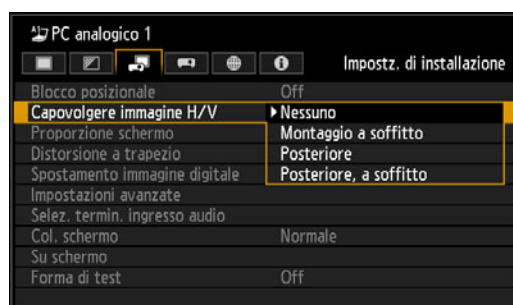 PC analogico 1
Impostz. di installazione
Blocco posizionale Off
Capovolgere immagine H/V Nessuno
Proporzione schermo Montaggio a soffitto
Distorsione a trapezio Posteriore
Spostamento immagine digitale Posteriore, a soffitto
Impostazioni avanzate
Selez. termin. ingresso audio
Col. schermo Normale
Su schermo
Forma di test Off